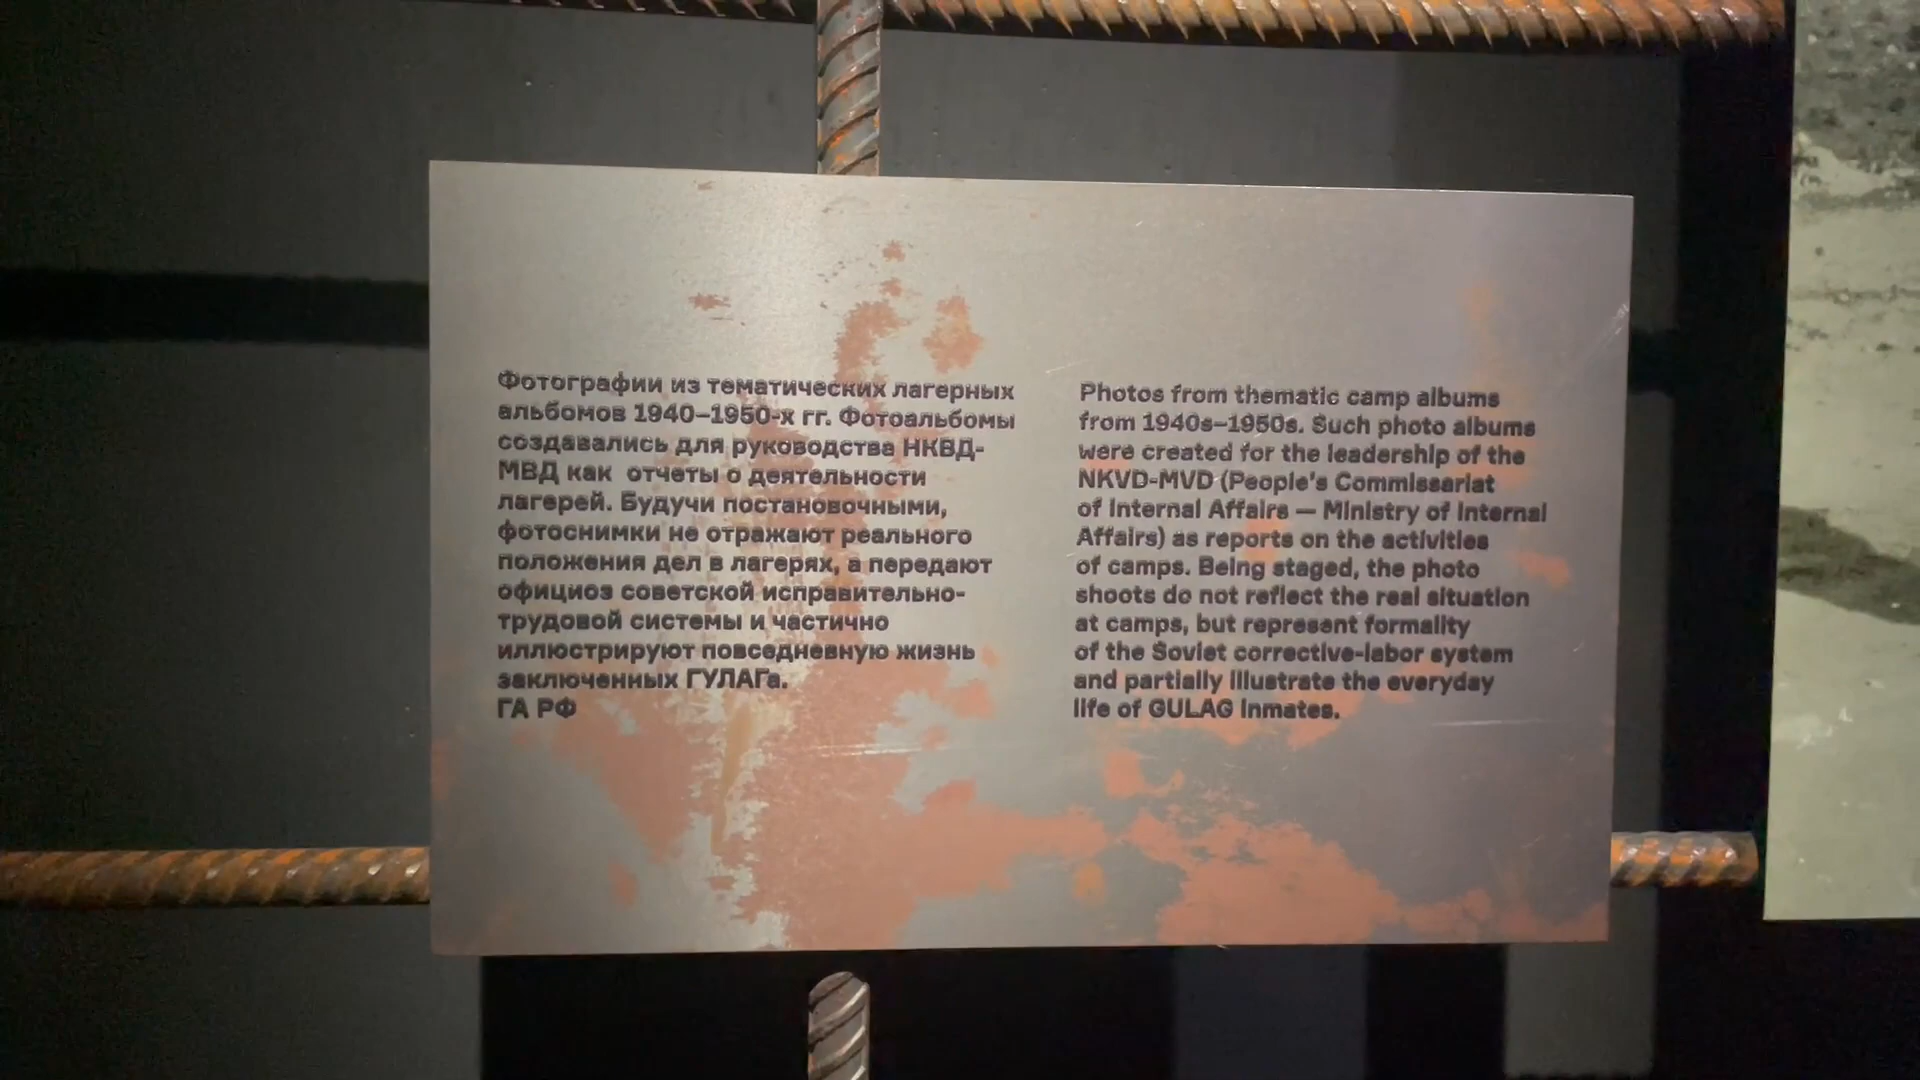 Фотографии из тематических лагерных
альбомов 1940–1950-х гг. Фотоальбомы
создавались для руководства НКВД-
МВД как отчеты о деятельности
лагерей. Будучи постановочными,
фотоснимки не отражают реального
положения дел в лагерях, а передают
официоз советской исправительно-
трудовой системы и частично
иллюстрируют повседневную жизнь
заключенных ГУЛАГа.
ГА РФ
Photos from thematic camp albums
from 1940s–1950s. Such photo albums
were created for the leadership of the
NKVD-MVD (People's Commissariat
of Internal Affairs — Ministry of Internal
Affairs) as reports on the activities
of camps. Being staged, the photo
shoots do not reflect the real situation
at camps, but represent formality
of the Soviet corrective-labor system
and partially illustrate the everyday
life of GULAG inmates.